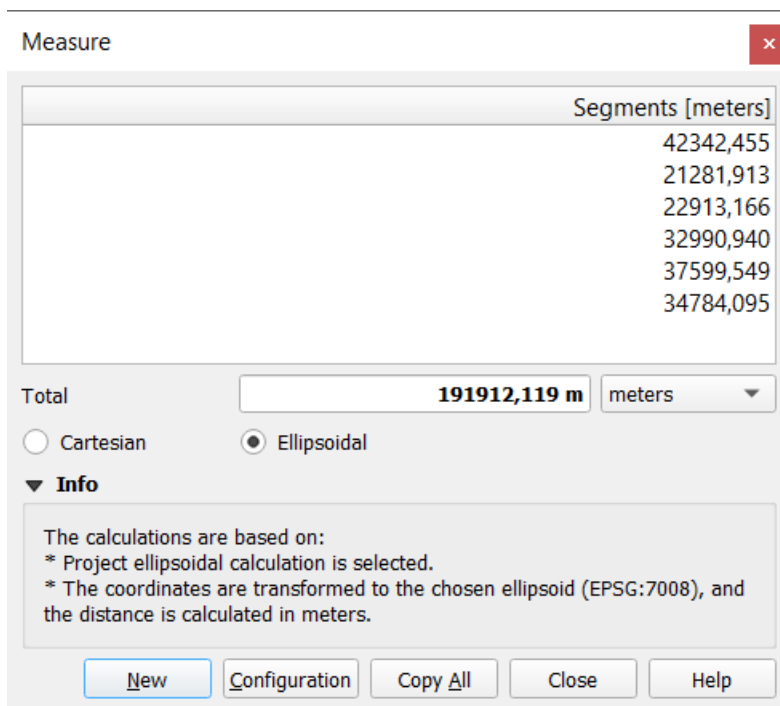 Measure
Segments [meters]
42342,455
21281,913
22913,166
32990,940
37599,549
34784,095
Total 191912,119 m meters
Cartesian Ellipsoidal
Info
The calculations are based on:
* Project ellipsoidal calculation is selected.
* The coordinates are transformed to the chosen ellipsoid (EPSG:7008), and
the distance is calculated in meters.
New Configuration Copy All Close Help